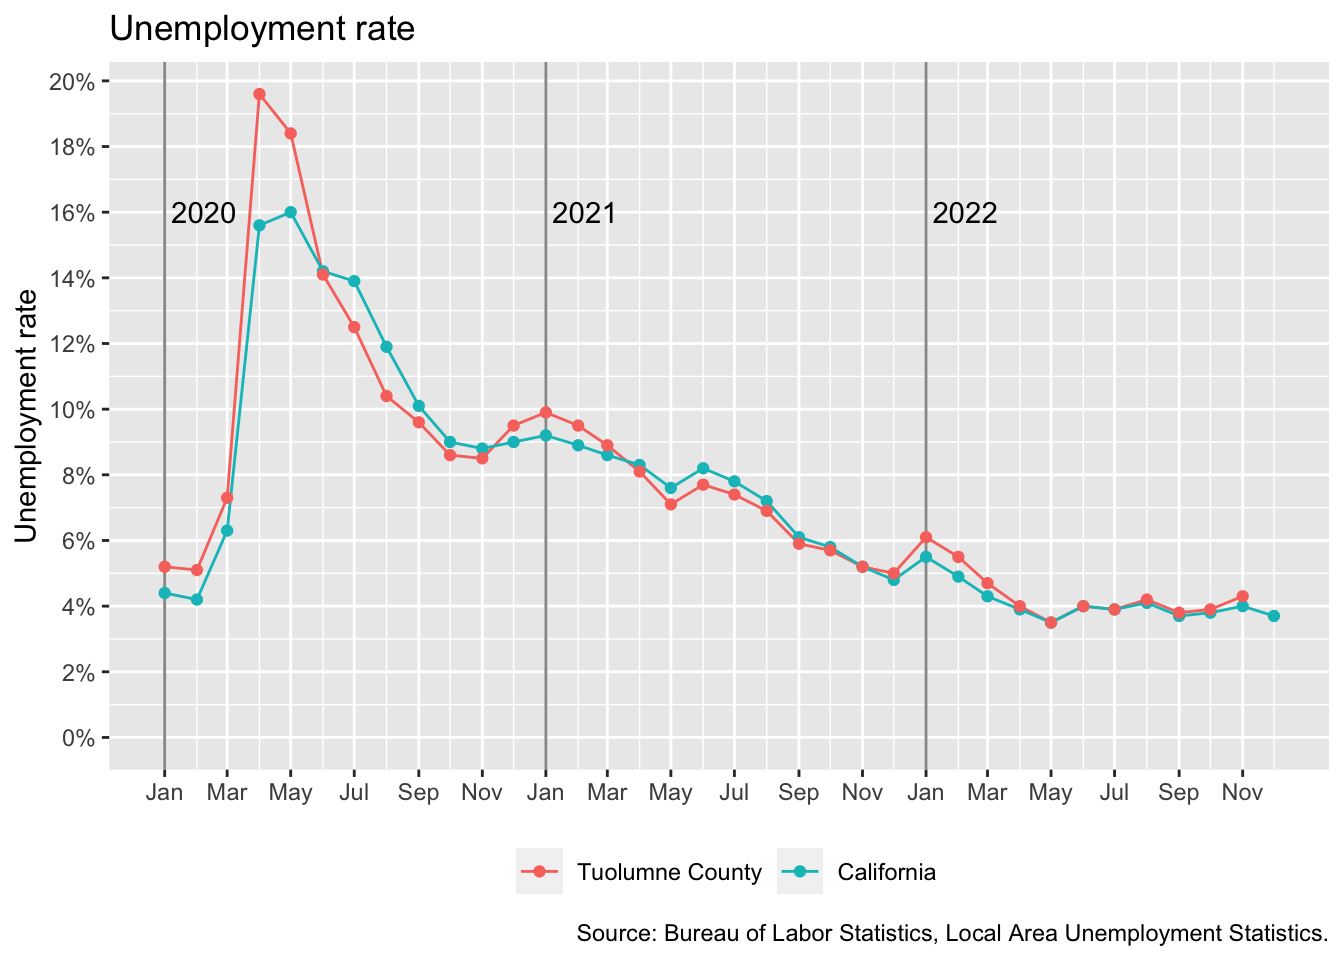 Unemployment rate
Unemployment rate
20%
18%
16%
14%
12%
10%
8%
6%
4%
2%
0%
2020 2021 2022
Jan Mar May Jul Sep Nov Jan Mar May Jul Sep Nov Jan Mar May Jul Sep Nov
Tuolumne County California
Source: Bureau of Labor Statistics, Local Area Unemployment Statistics.